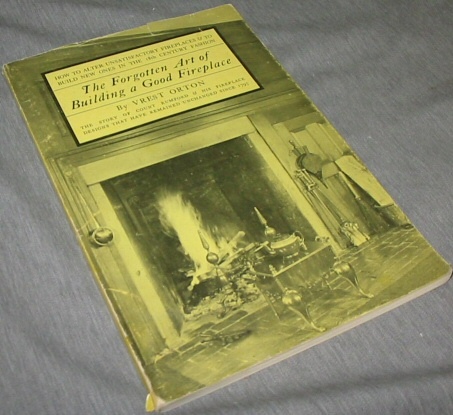 HOW TO ALTER UNSATISFACTORY FIREPLACES & TO
BUILD NEW ONES IN THE 18th CENTURY FASHION
The Forgotten Art of
Building a Good Fireplace
By VREST ORTON
THE STORY OF COUNT RUMFORD & HIS FIREPLACE
DESIGNS THAT HAVE REMAINED UNCHANGED SINCE 1795